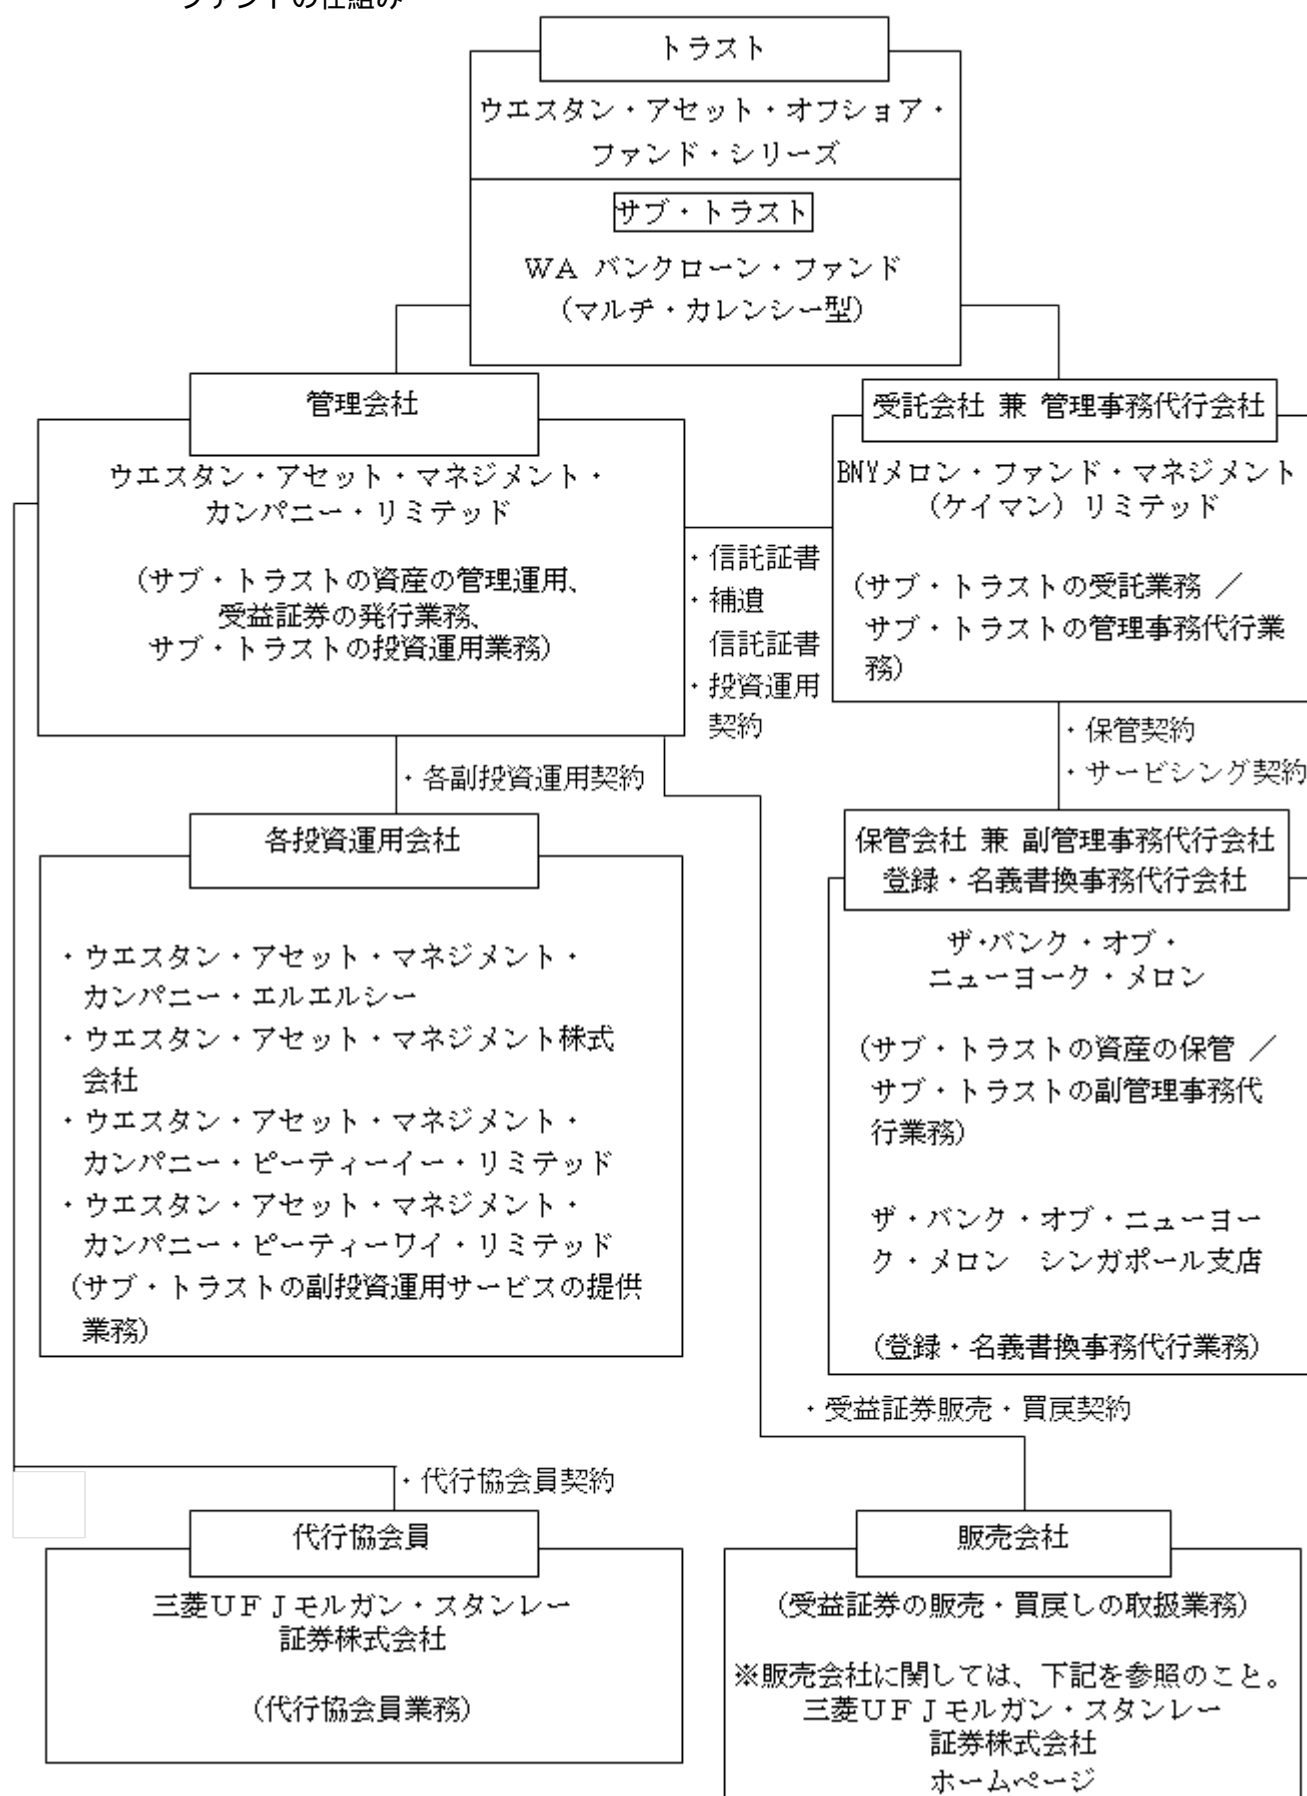 ファンドの仕組み
トラスト
ウエスタン・アセット・オフショア・
ファンド・シリーズ
サブ・トラスト
ＷＡ バンクローン・ファンド
（マルチ・カレンシー型）
管理会社
ウエスタン・アセット・マネジメント・
カンパニー・リミテッド
（サブ・トラストの資産の管理運用、
受益証券の発行業務、
サブ・トラストの投資運用業務）
受託会社 兼 管理事務代行会社
BNYメロン・ファンド・マネジメント
（ケイマン）リミテッド
（サブ・トラストの受託業務 ／
サブ・トラストの管理事務代行業
務）
・信託証書
・補遺
信託証書
・投資運用
契約
・保管契約
・サービシング契約
・各副投資運用契約
各投資運用会社
・ウエスタン・アセット・マネジメント・
カンパニー・エルエルシー
・ウエスタン・アセット・マネジメント株式
会社
・ウエスタン・アセット・マネジメント・
カンパニー・ピーティーイー・リミテッド
・ウエスタン・アセット・マネジメント・
カンパニー・ピーティーワイ・リミテッド
（サブ・トラストの副投資運用サービスの提供
業務）
保管会社 兼 副管理事務代行会社
登録・名義書換事務代行会社
ザ・バンク・オブ・
ニューヨーク・メロン
（サブ・トラストの資産の保管 ／
サブ・トラストの副管理事務代
行業務）
ザ・バンク・オブ・ニューヨー
ク・メロン　シンガポール支店
（登録・名義書換事務代行業務）
・受益証券販売・買戻契約
・代行協会員契約
代行協会員
三菱ＵＦＪモルガン・スタンレー
証券株式会社
（代行協会員業務）
販売会社
（受益証券の販売・買戻しの取扱業務）
※販売会社に関しては、下記を参照のこと。
三菱ＵＦＪモルガン・スタンレー
証券株式会社
ホームページ